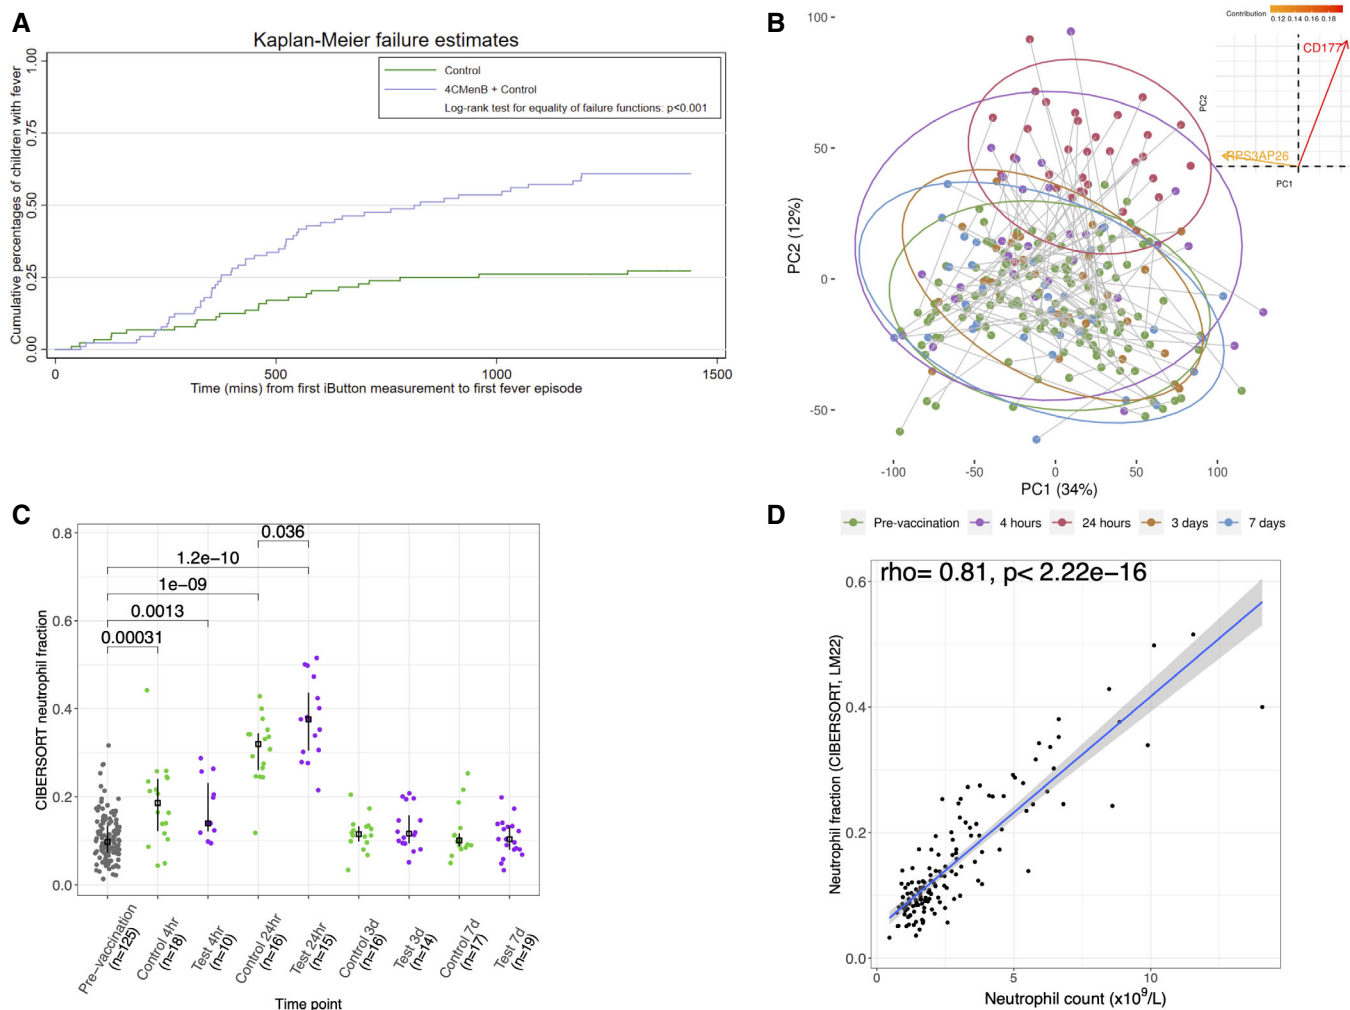 A
Kaplan-Meier failure estimates
Cumulative percentages of children with fever
1.00
0.75
0.50
0.25
0.00
Control
4CMenB + Control
Log-rank test for equality of failure functions: p<0.001
0
500
1000
1500
Time (mins) from first iButton measurement to first fever episode
B
Contribution
0.12 0.14 0.16 0.18
CD177
RPS3AP26
PC2
PC1
PC2 (12%)
100
50
0
-50
-100
-50
0
50
100
PC1 (34%)
Pre-vaccination
4 hours
24 hours
3 days
7 days
C
CIBERSORT neutrophil fraction
0.8
0.6
0.4
0.2
0.0
0.036
1.2e−10
1e−09
0.0013
0.00031
Pre−vaccination
(n=125)
Control 4hr
(n=18)
Test 4hr
(n=10)
Control 24hr
(n=16)
Test 24hr
(n=15)
Control 3d
(n=16)
Test 3d
(n=14)
Control 7d
(n=17)
Test 7d
(n=19)
Time point
D
rho= 0.81, p< 2.22e−16
Neutrophil fraction (CIBERSORT, LM22)
0.6
0.4
0.2
0.0
0
5
10
Neutrophil count (x10⁹/L)